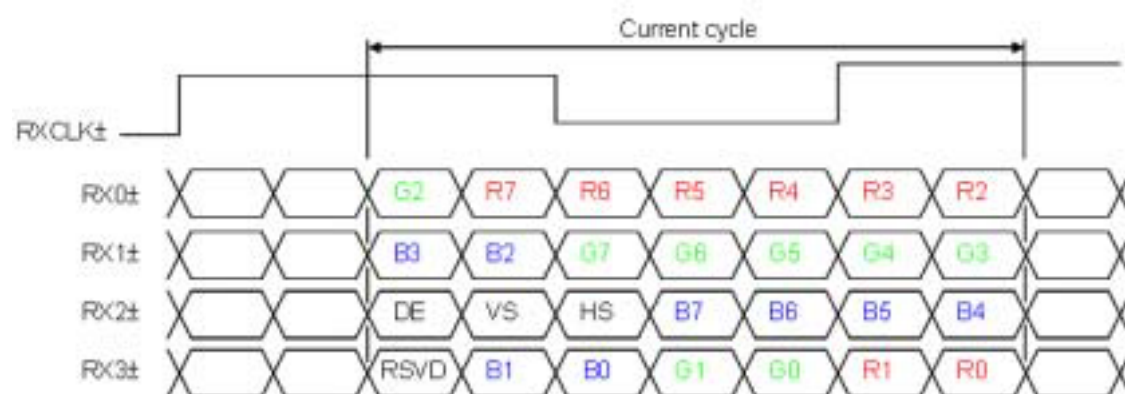 Current cycle
RXCLK±
RX0± G2 R7 R6 R5 R4 R3 R2
RX1± B3 B2 G7 G6 G5 G4 G3
RX2± DE VS HS B7 B6 B5 B4
RX3± RSVD B1 B0 G1 G0 R1 R0